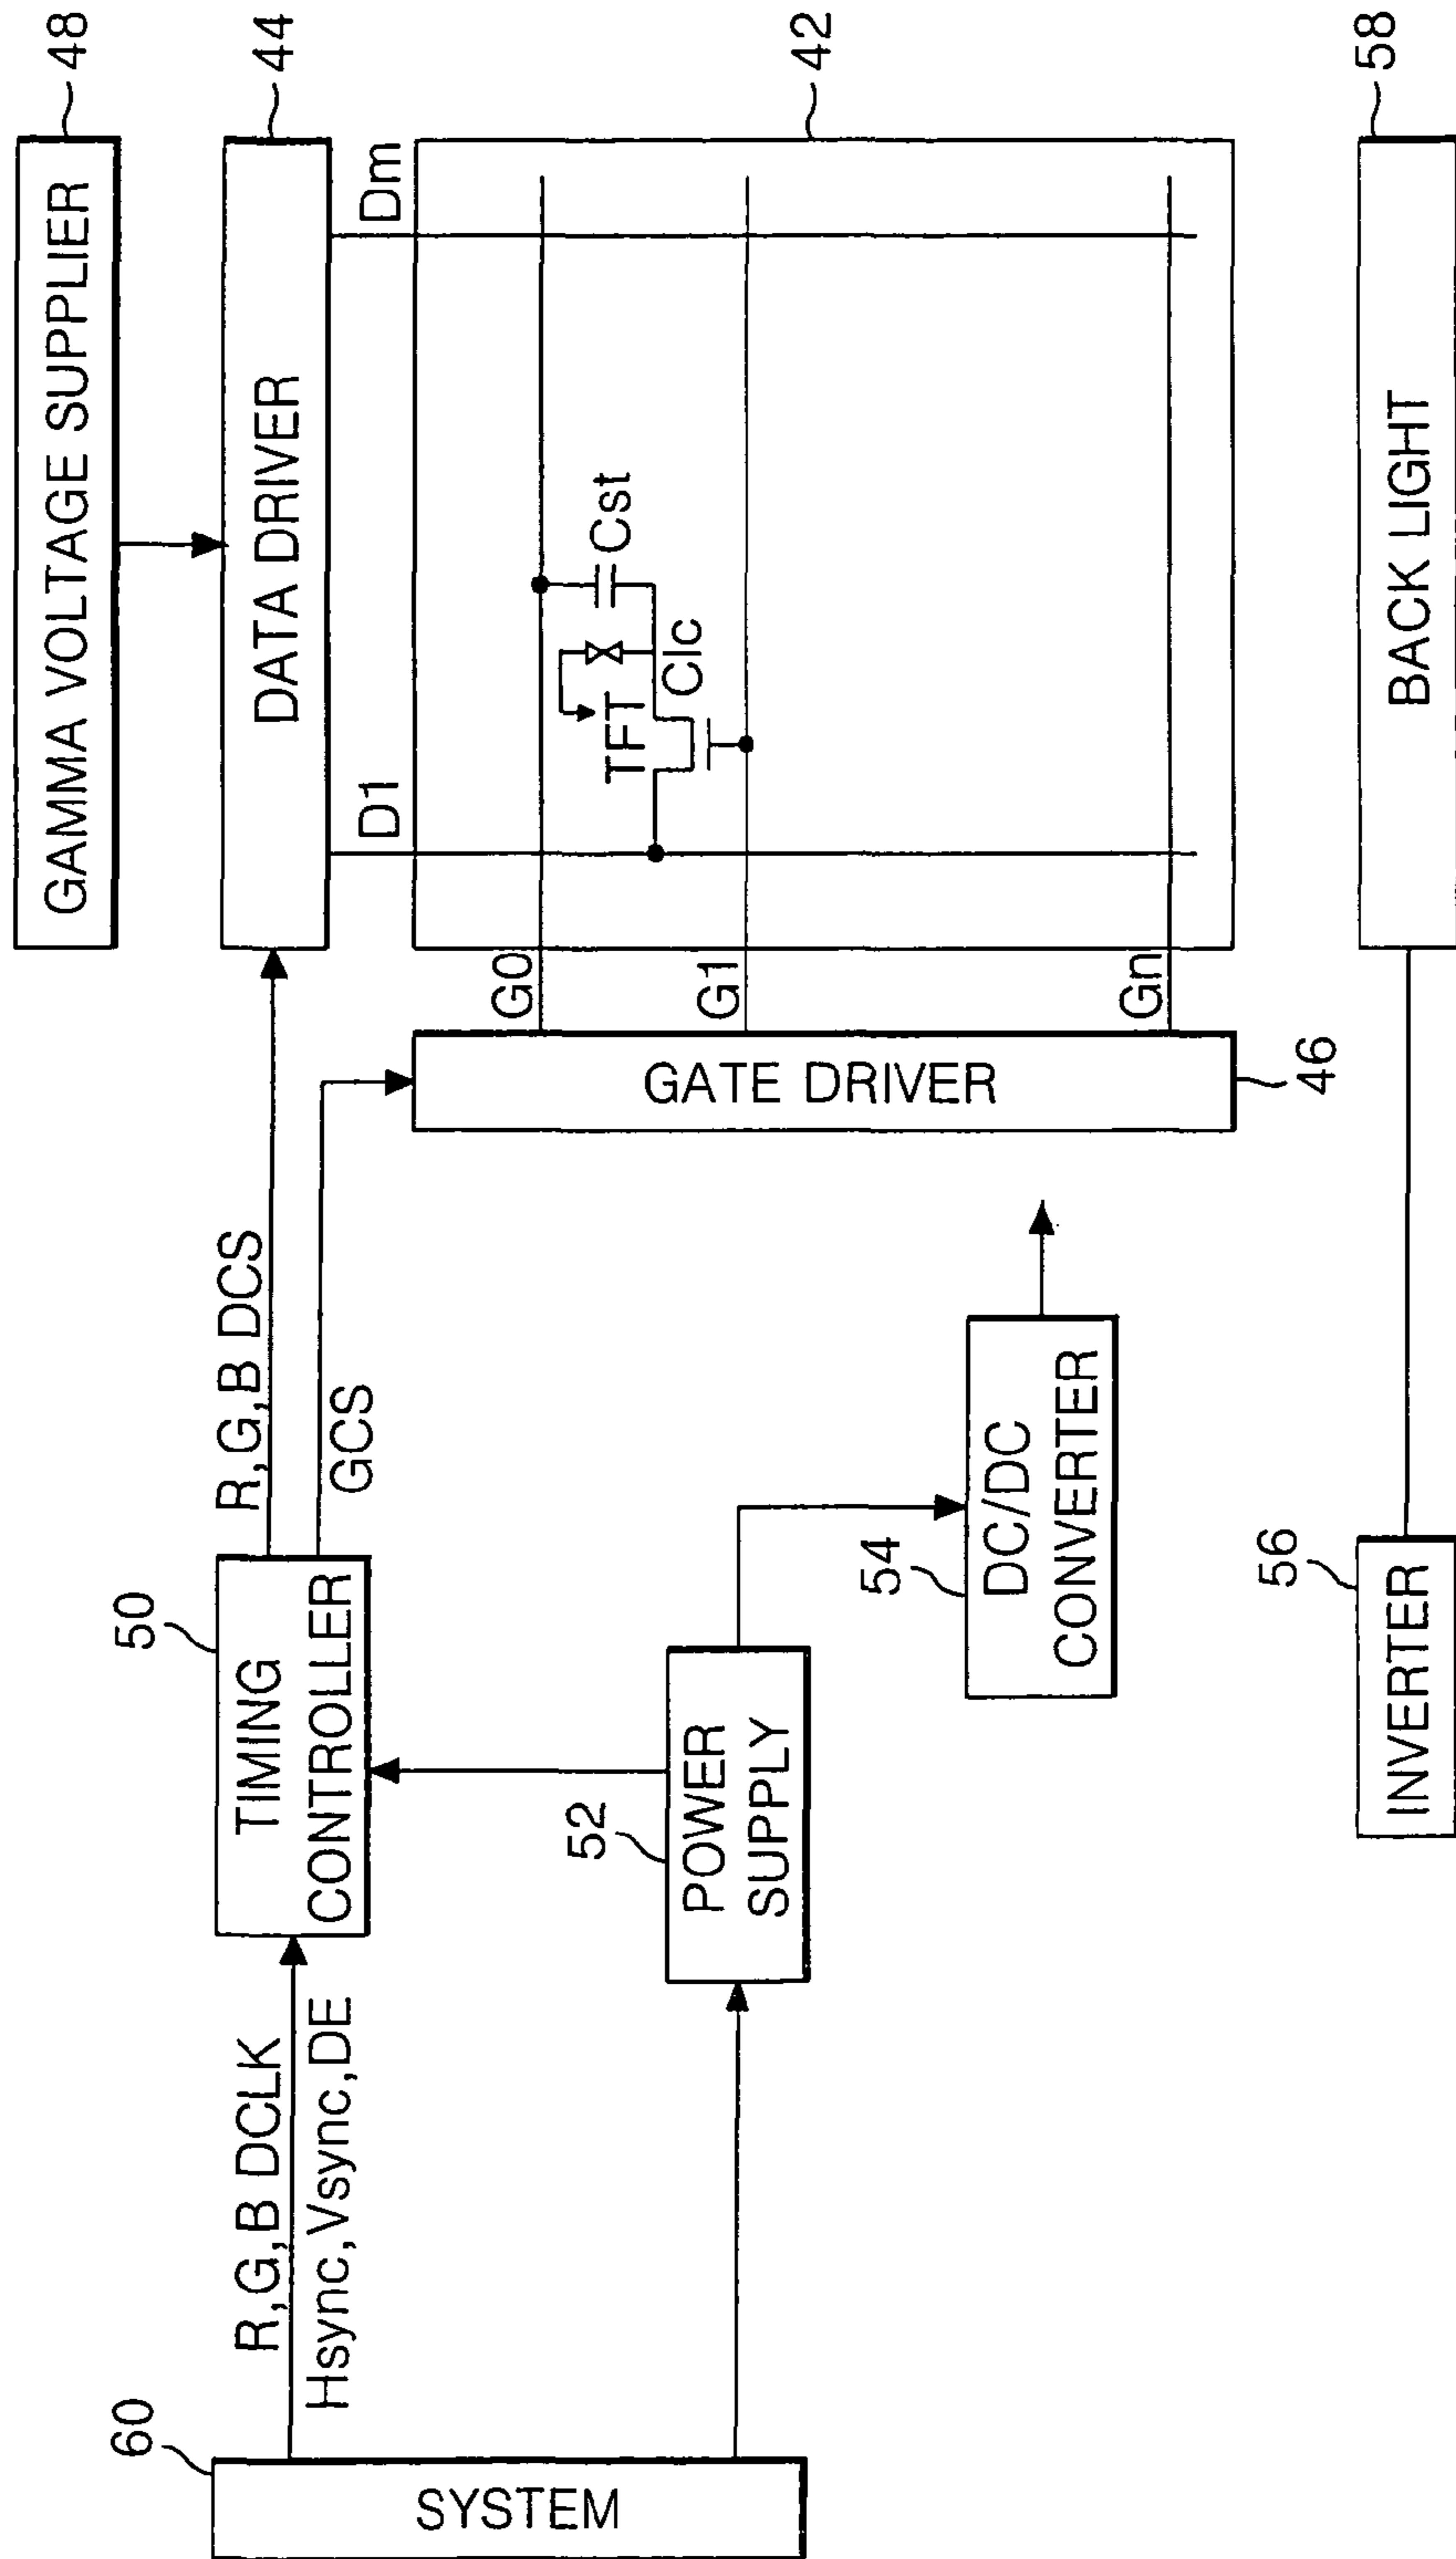 GAMMA VOLTAGE SUPPLIER
48
DATA DRIVER
44
60
R,G,B DCLK
Hsync,Vsync,DE
50
TIMING
CONTROLLER
R,G,B DCS
GCS
D1
Dm
G0
G1
Gn
TFT
Clc
Cst
42
SYSTEM
52
POWER
SUPPLY
54
DC/DC
CONVERTER
GATE DRIVER
46
56
INVERTER
BACK LIGHT
58